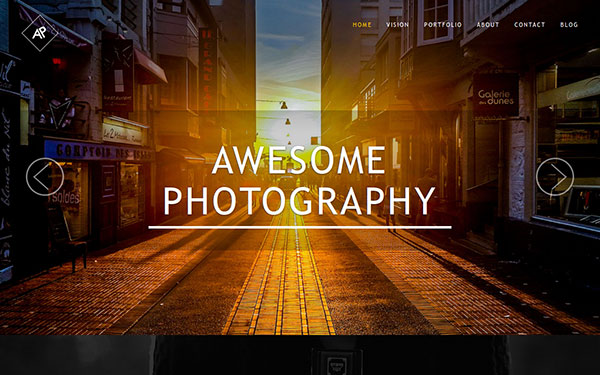 AP
HOME VISION PORTFOLIO ABOUT CONTACT BLOG
Galerie
des dunes
COMPTOIR DES
soldes
AWESOME
PHOTOGRAPHY